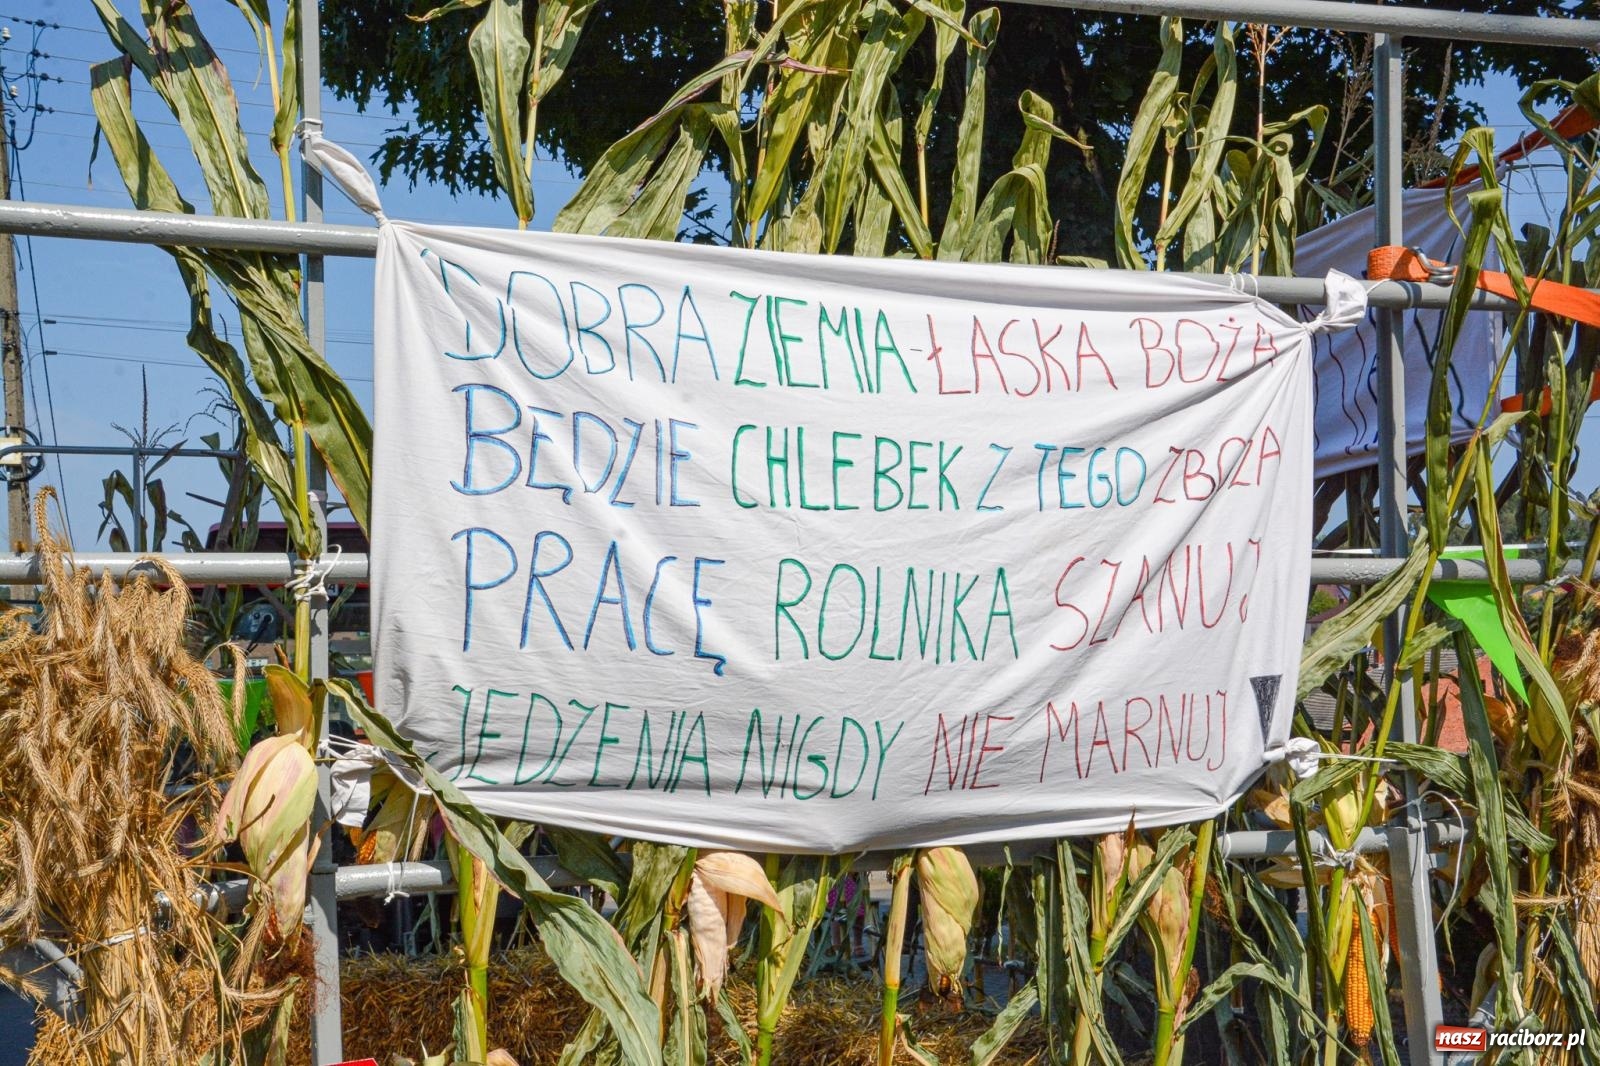 DOBRA ZIEMIA-ŁASKA BOŻA
BĘDZIE CHLEBEK Z TEGO ZBOŻA
PRACĘ ROLNIKA SZANUJ
JEDZENIA NIGDY NIE MARNUJ!
nasz raciborz.pl